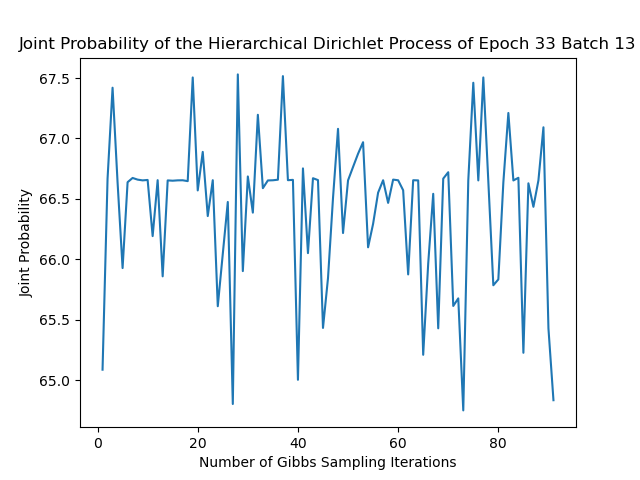 Joint Probability of the Hierarchical Dirichlet Process of Epoch 33 Batch 13
Joint Probability
67.5
67.0
66.5
66.0
65.5
65.0
0 20 40 60 80
Number of Gibbs Sampling Iterations